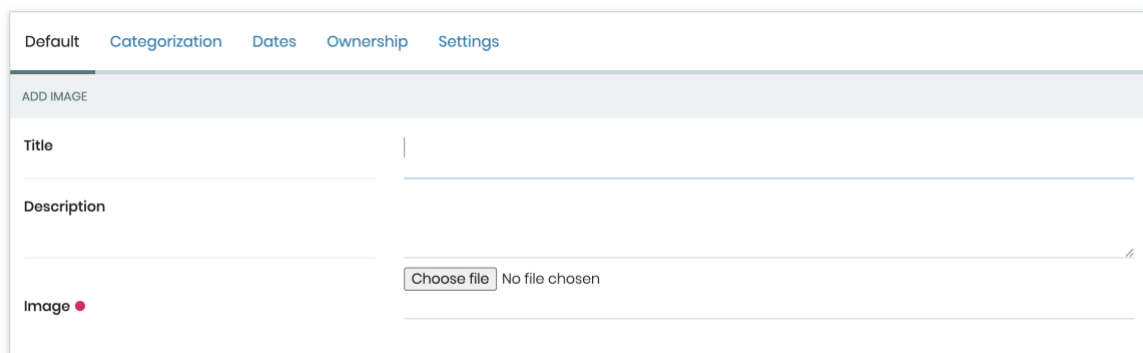 Default Categorization Dates Ownership Settings
ADD IMAGE
Title
Description
Choose file No file chosen
Image